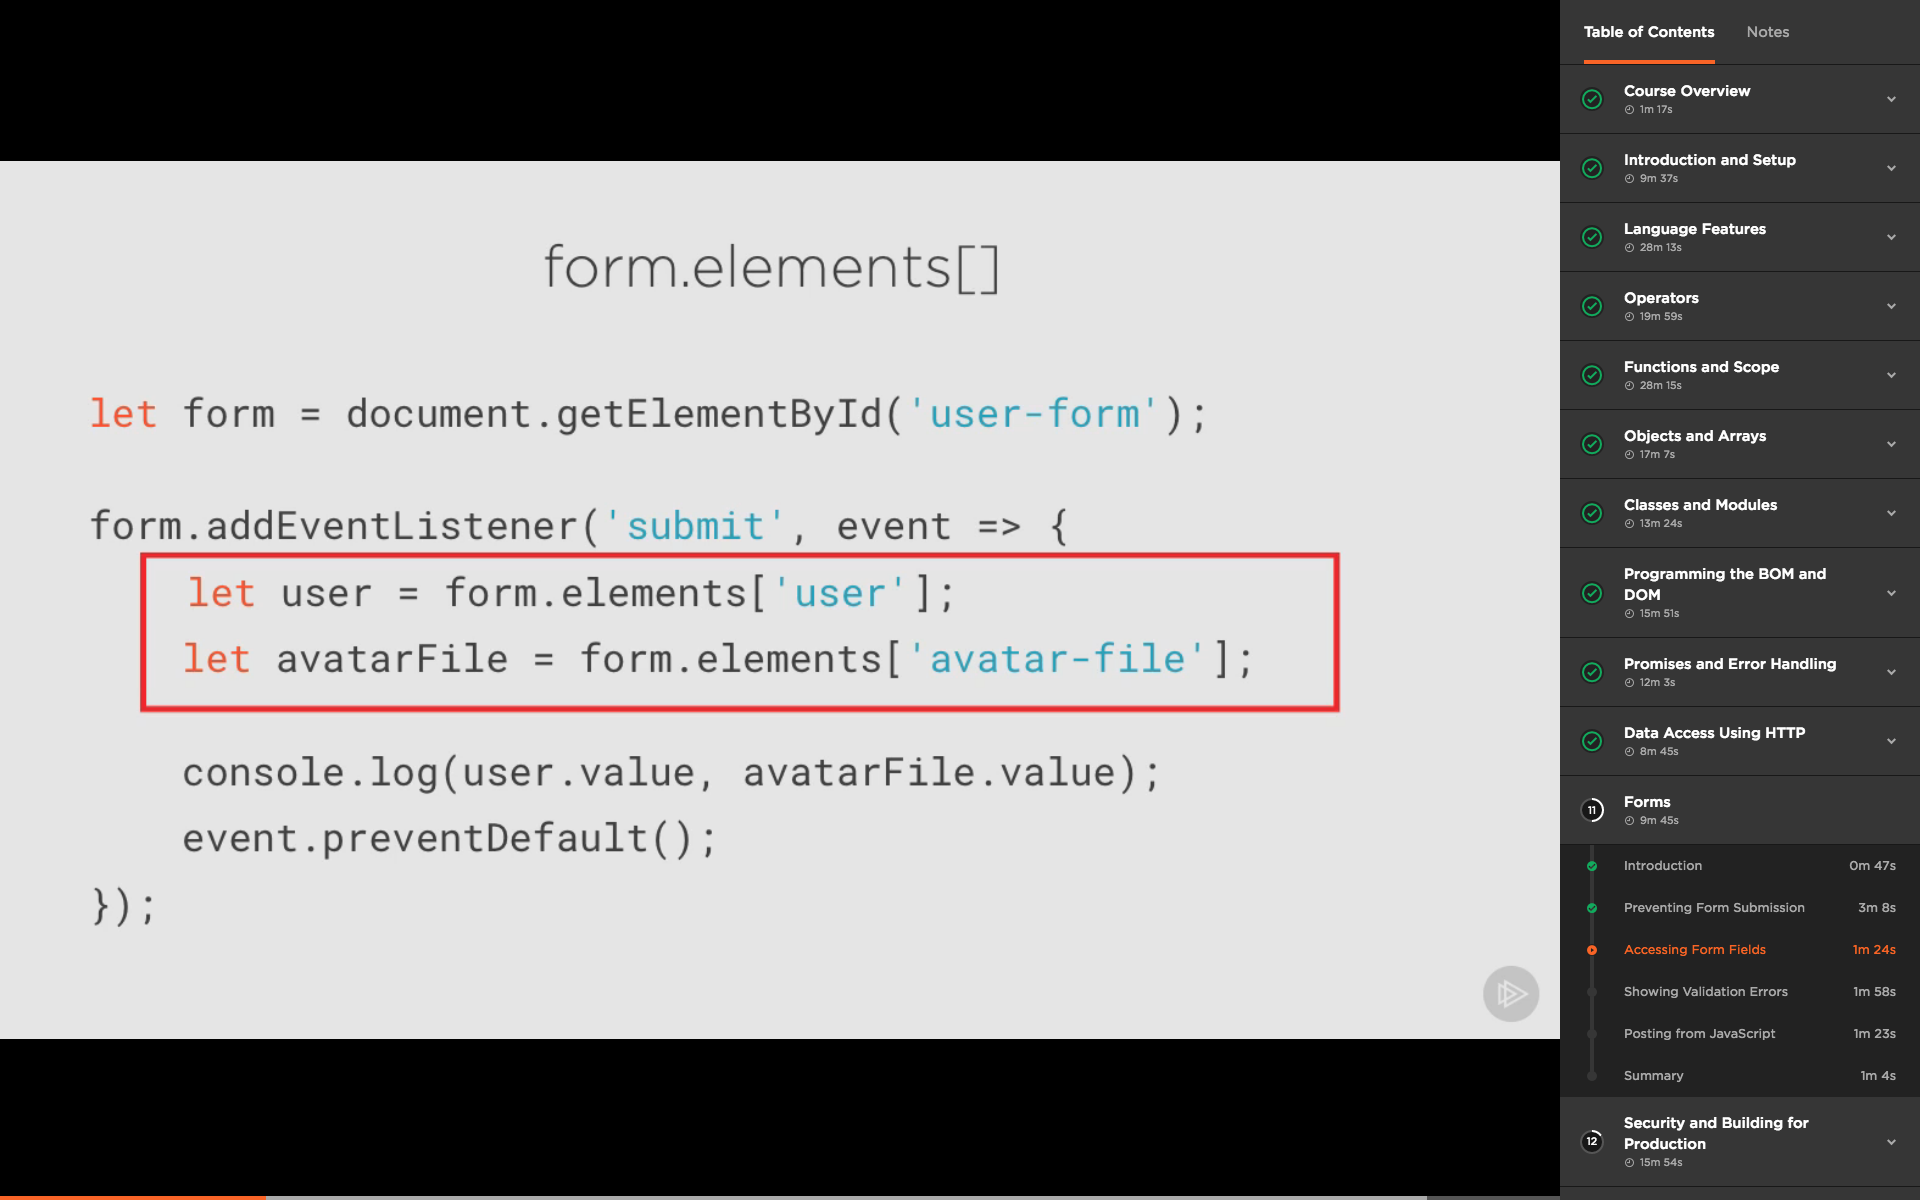 form.elements[]
let form = document.getElementById('user-form');
form.addEventListener('submit', event => {
let user = form.elements['user'];
let avatarFile = form.elements['avatar-file'];
console.log(user.value, avatarFile.value);
event.preventDefault();
});
Table of Contents
Notes
Course Overview
1m 17s
Introduction and Setup
9m 37s
Language Features
28m 13s
Operators
19m 59s
Functions and Scope
28m 15s
Objects and Arrays
17m 7s
Classes and Modules
13m 24s
Programming the BOM and
DOM
15m 51s
Promises and Error Handling
12m 3s
Data Access Using HTTP
8m 45s
11
Forms
9m 45s
Introduction 0m 47s
Preventing Form Submission 3m 8s
Accessing Form Fields 1m 24s
Showing Validation Errors 1m 58s
Posting from JavaScript 1m 23s
Summary 1m 4s
12
Security and Building for
Production
15m 54s